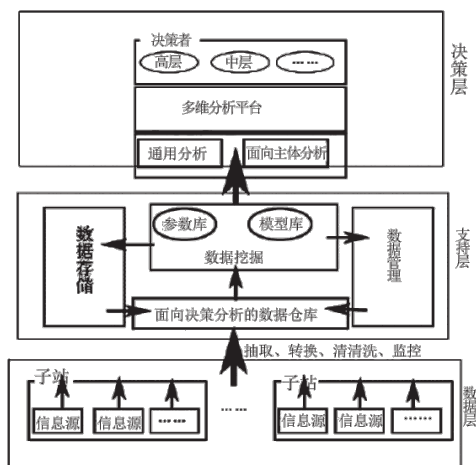 决策者
高层 中层 ……
多维分析平台
通用分析 面向主体分析
决策层
参数库 模型库
数据挖掘
数据存储
数据管理
面向决策分析的数据仓库
支持层
抽取、转换、清清洗、监控
子站 子站
信息源 信息源 …… …… 信息源 信息源 ……
数据层